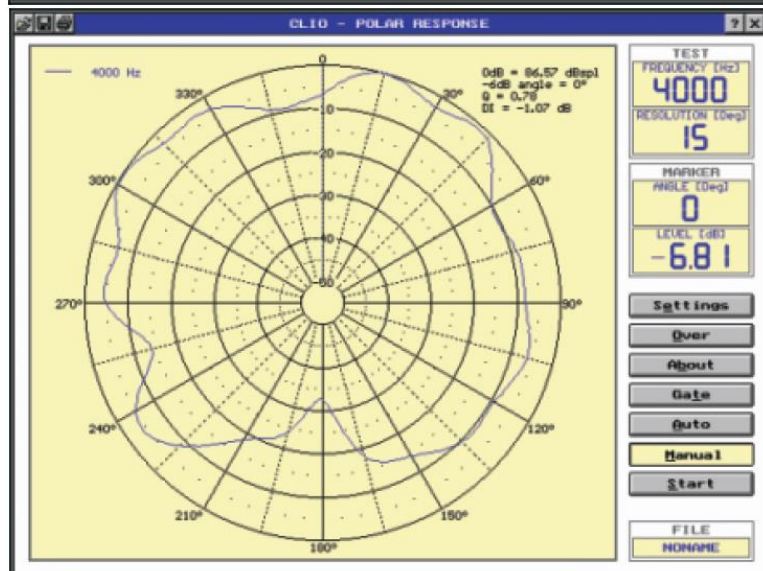 CLIO - POLAR RESPONSE
? X
4000 Hz
0dB = 86.57 dBspl
-6dB angle = 0°
Q = 0.78
DI = -1.07 dB
0
30°
60°
90°
120°
150°
180°
210°
240°
270°
300°
330°
-10
-20
-30
-40
-50
TEST
FREQUENCY [Hz]
4000
RESOLUTION [Deg]
15
MARKER
ANGLE [Deg]
0
LEVEL [dB]
-6.81
Settings
Over
About
Gate
Auto
Manual
Start
FILE
NONAME